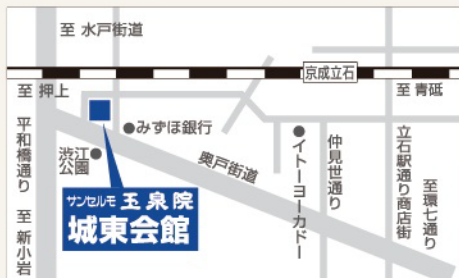 至 水戸街道
京成立石
至 押上
至 青砥
みずほ銀行
平和橋通り
渋江
公園
奥戸街道
イトーヨーカドー
仲見世通り
立石駅通り商店街
至 環七通り
サンセルモ 玉泉院
城東会館
至 新小岩